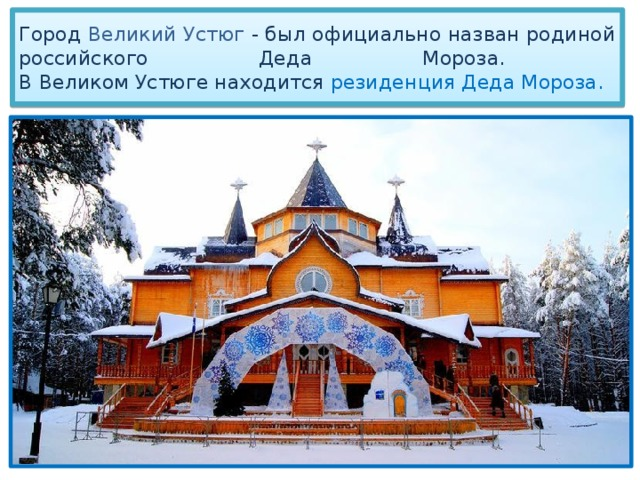 Город Великий Устюг - был официально назван родиной
российского Деда Мороза.
В Великом Устюге находится резиденция Деда Мороза.